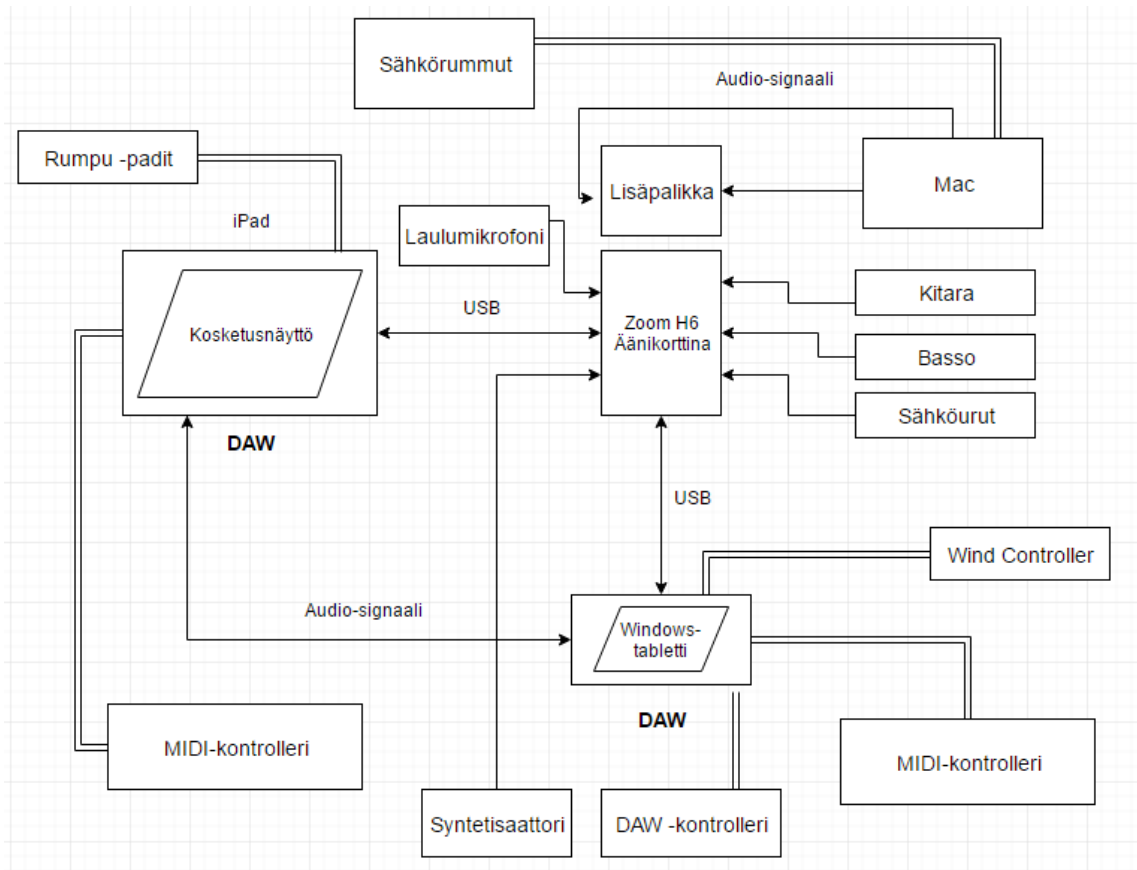 Sähkörummut
Audio-signaali
Rumpu -padit
Lisäpalikka
Mac
iPad
Laulumikrofoni
Kosketusnäyttö
USB
Zoom H6
Äänikorttina
Kitara
Basso
Sähköurut
DAW
USB
Wind Controller
Audio-signaali
Windows-
tabletti
DAW
MIDI-kontrolleri
MIDI-kontrolleri
Syntetisaattori
DAW -kontrolleri